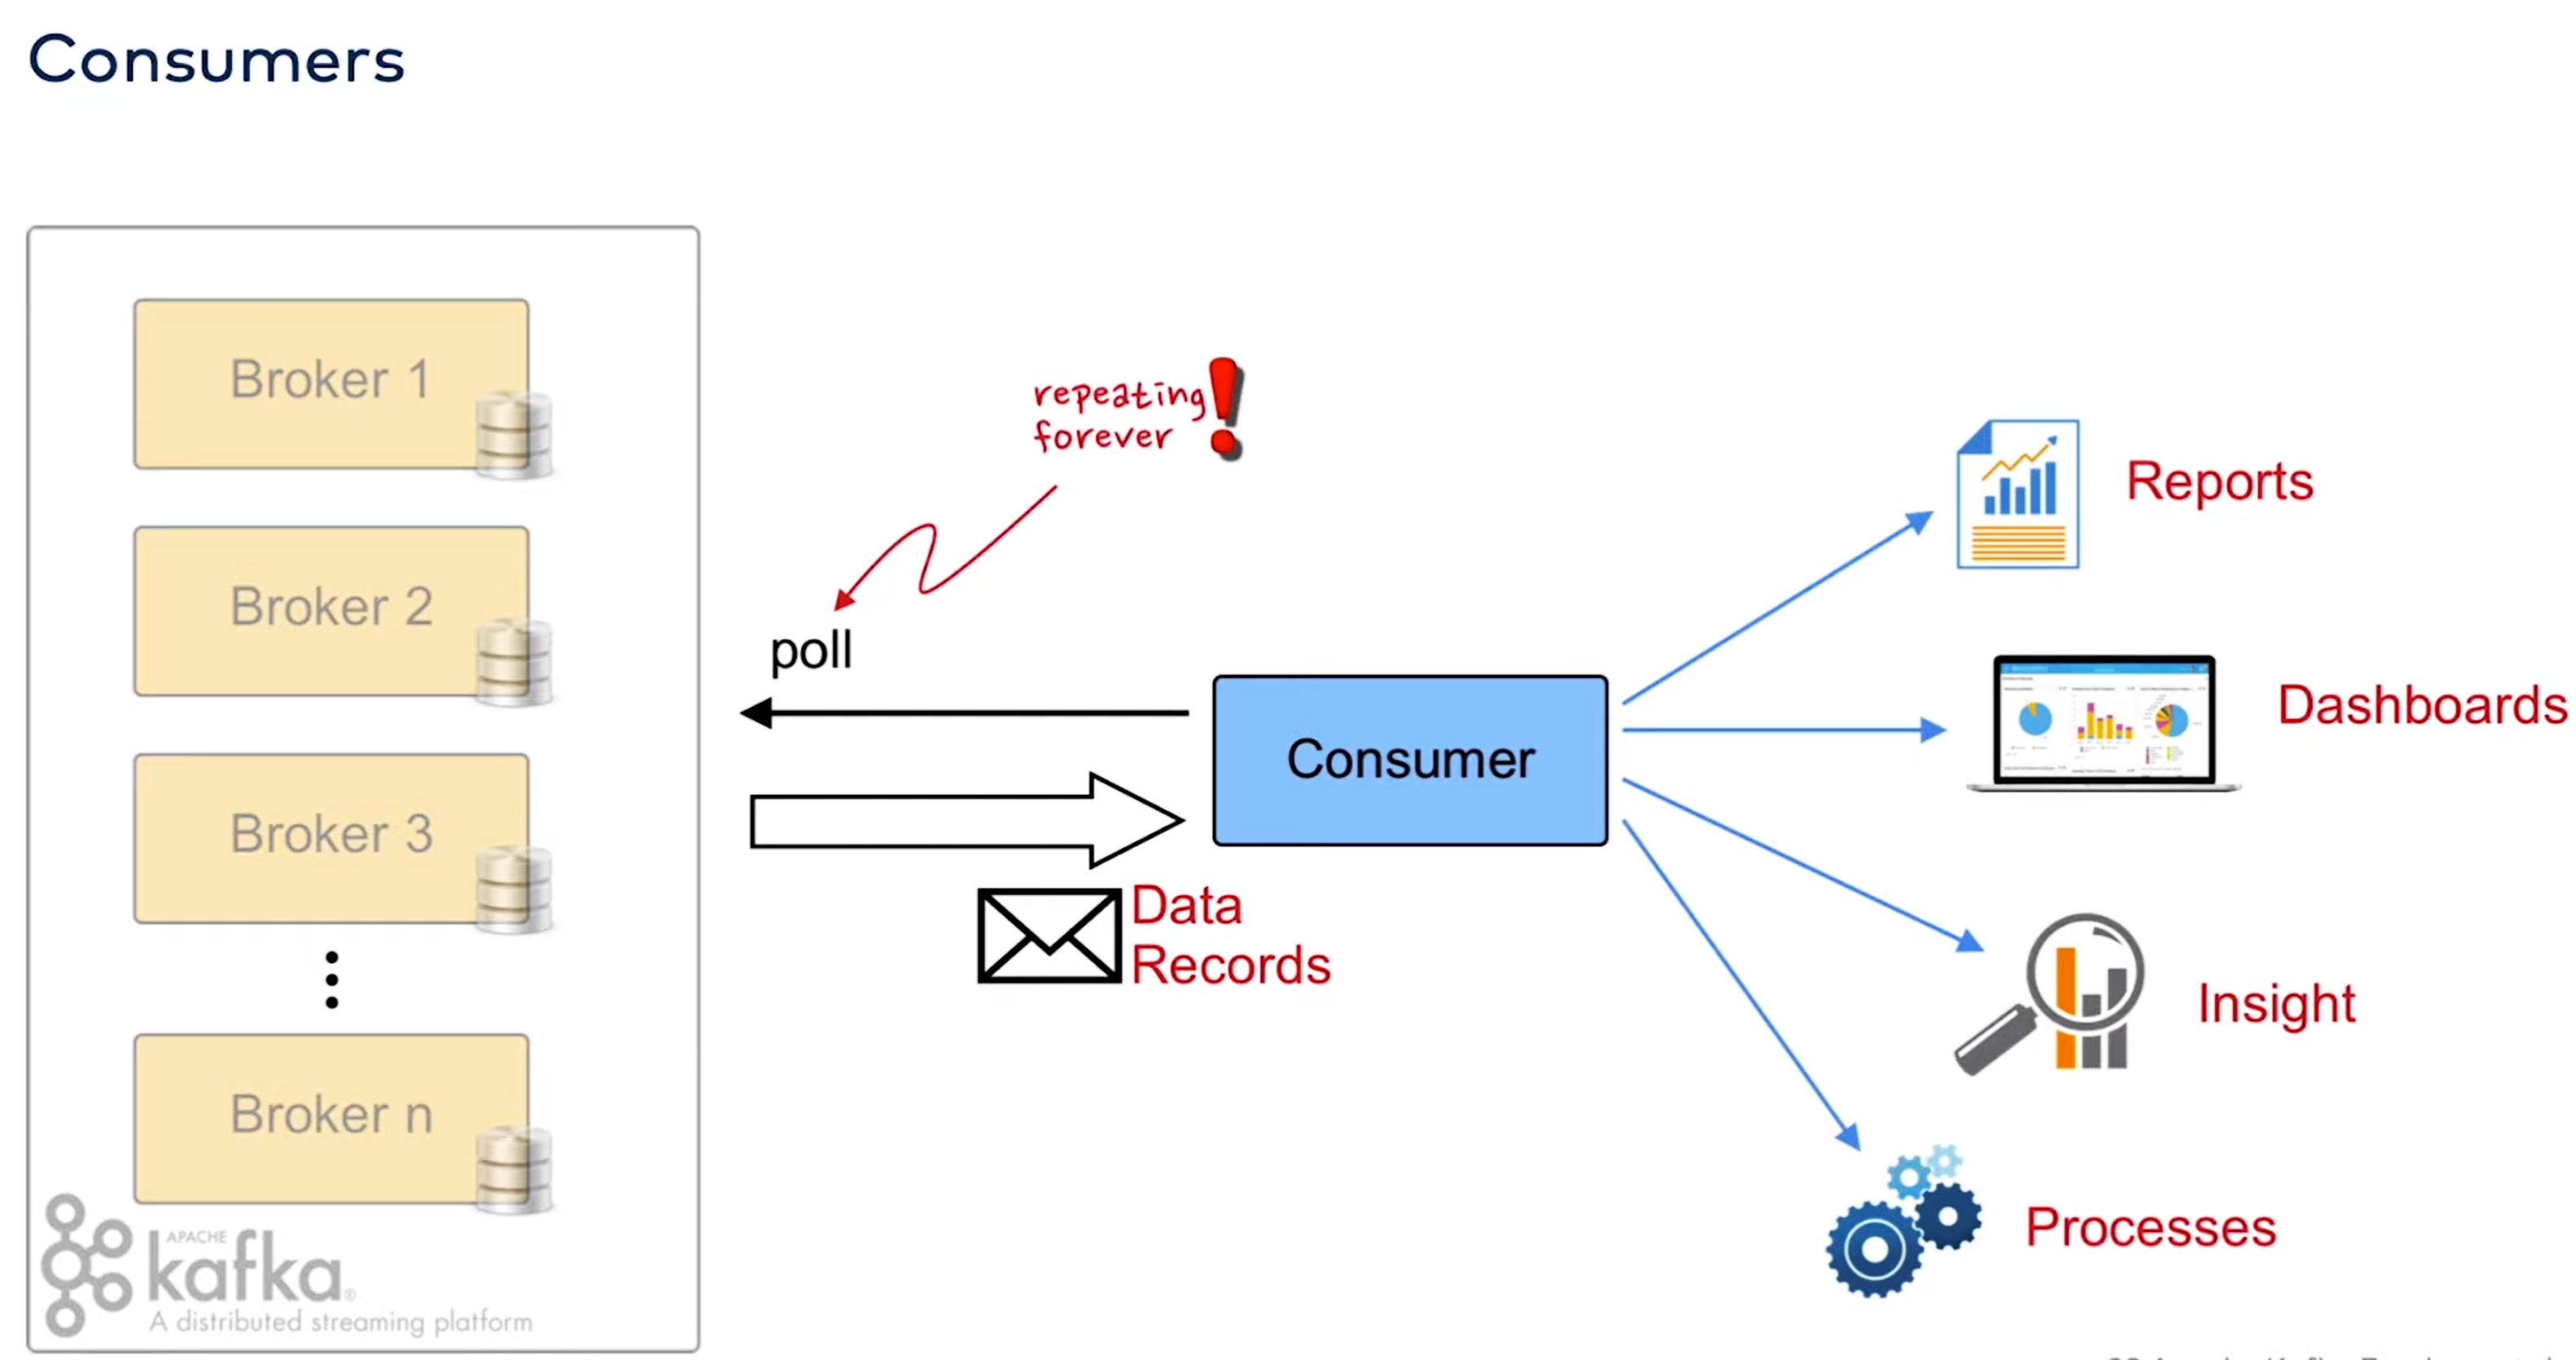 Consumers
Broker 1
Broker 2
Broker 3
Broker n
APACHE
kafka®
A distributed streaming platform
repeating
forever
poll
Data
Records
Consumer
Reports
Dashboards
Insight
Processes